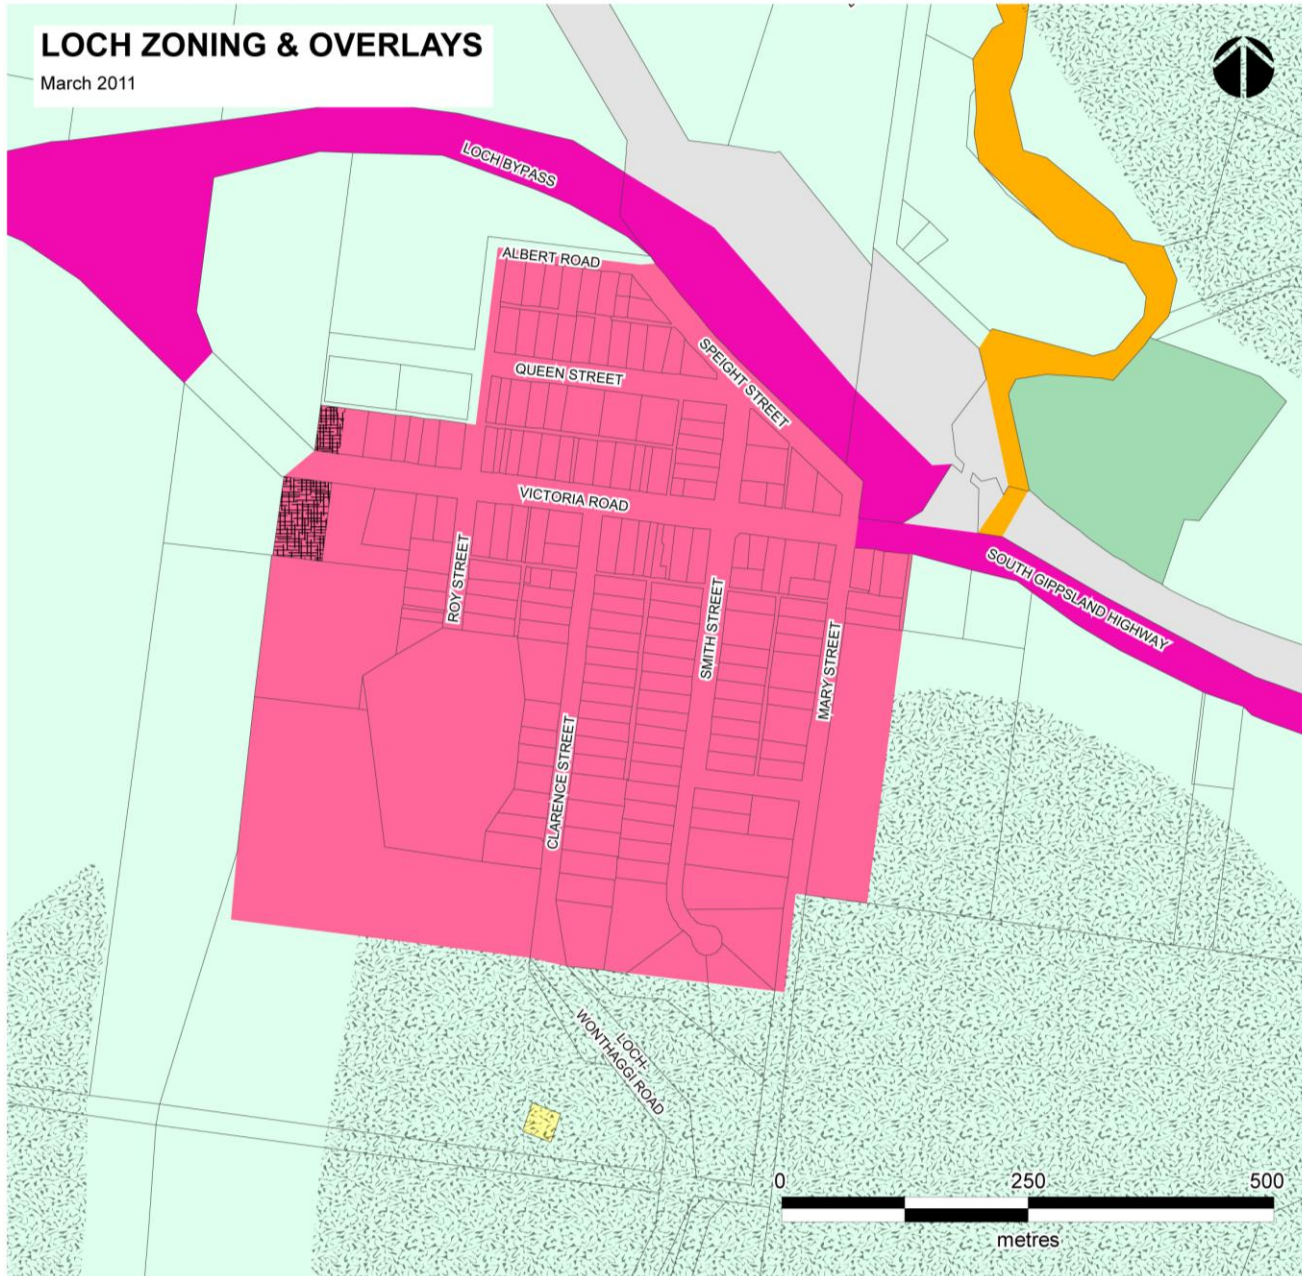 LOCH ZONING & OVERLAYS
March 2011
LOCH BYPASS
ALBERT ROAD
SPEIGHT STREET
QUEEN STREET
VICTORIA ROAD
ROY STREET
SMITH STREET
MARY STREET
SOUTH GIPPSLAND HIGHWAY
CLARENCE STREET
LOCH-
WONTHAGGI ROAD
0 250 500
metres